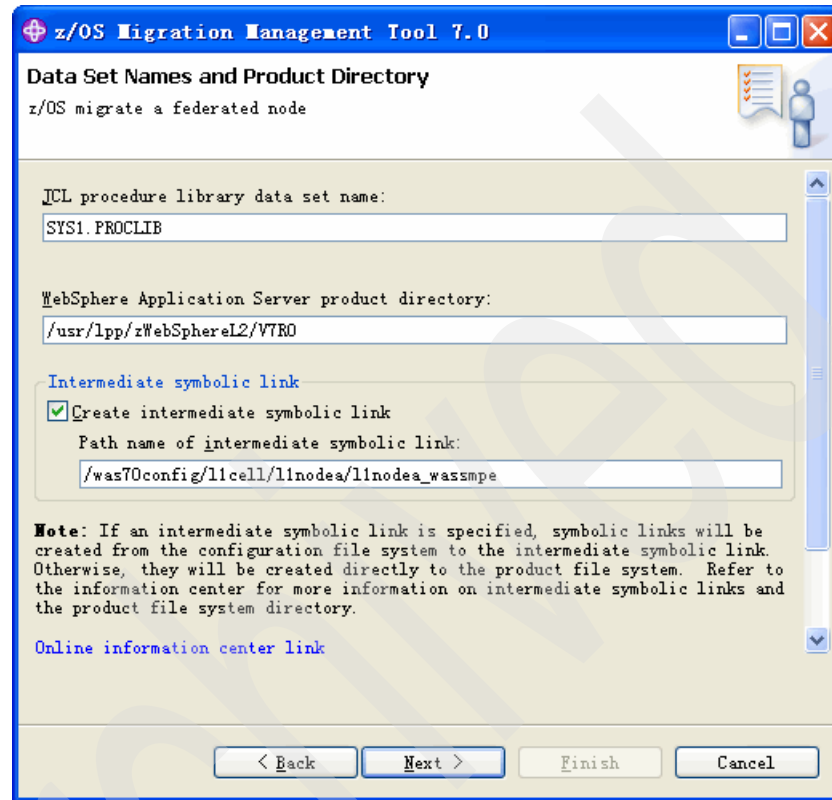 z/OS Migration Management Tool 7.0
Data Set Names and Product Directory
z/OS migrate a federated node
JCL procedure library data set name:
SYS1.PROCLIB
WebSphere Application Server product directory:
/usr/lpp/zWebSphereL2/V7R0
Intermediate symbolic link
Create intermediate symbolic link
Path name of intermediate symbolic link:
/was70config/l1cell/l1nodea/l1nodea_wassmpe
Note: If an intermediate symbolic link is specified, symbolic links will be
created from the configuration file system to the intermediate symbolic link.
Otherwise, they will be created directly to the product file system. Refer to
the information center for more information on intermediate symbolic links and
the product file system directory.
Online information center link
< Back Next > Finish Cancel